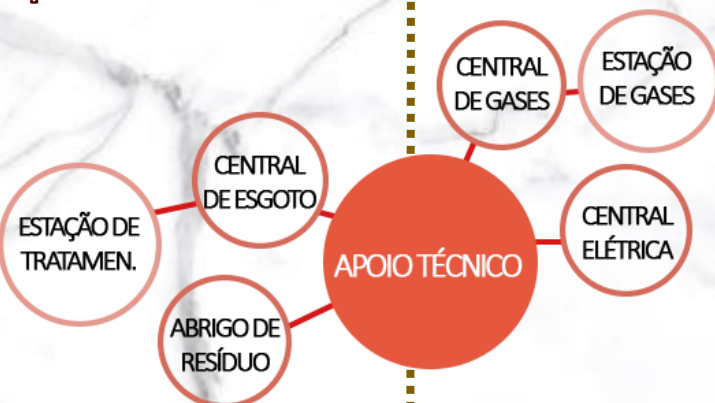 CENTRAL
DE GASES
ESTAÇÃO
DE GASES
CENTRAL
DE ESGOTO
ESTAÇÃO DE
TRATAMEN.
APOIO TÉCNICO
CENTRAL
ELÉTRICA
ABRIGO DE
RESÍDUO